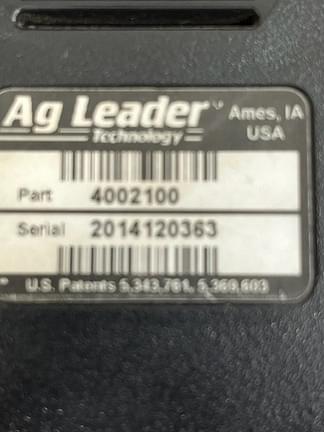 Ag Leader Ames, IA
Technology USA
Part 4002100
Serial 2014120363
U.S. Patents 5,343,761, 5,369,603